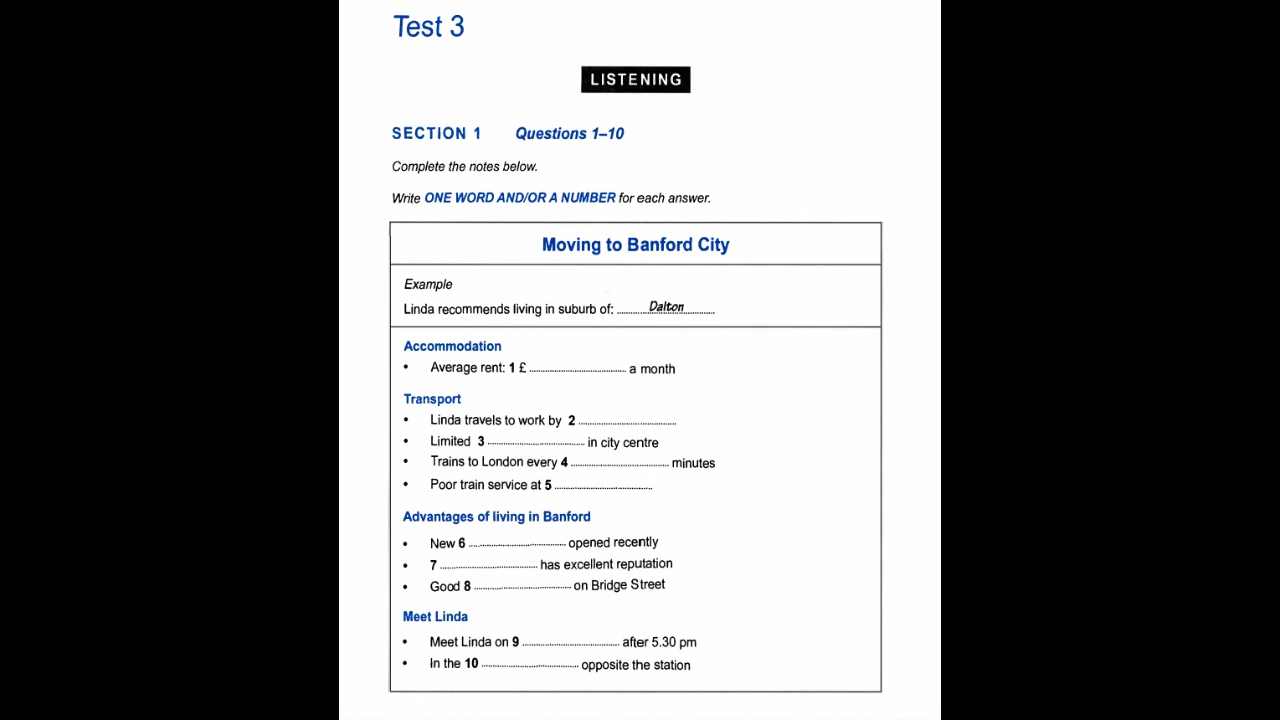 Test 3
LISTENING
SECTION 1 Questions 1–10
Complete the notes below.
Write ONE WORD AND/OR A NUMBER for each answer.
Moving to Banford City
Example
Linda recommends living in suburb of: ........Dalton........
Accommodation
• Average rent: 1 £ ........................ a month
Transport
• Linda travels to work by 2 ........................
• Limited 3 ........................ in city centre
• Trains to London every 4 ........................ minutes
• Poor train service at 5 ........................
Advantages of living in Banford
• New 6 ........................ opened recently
• 7 ........................ has excellent reputation
• Good 8 ........................ on Bridge Street
Meet Linda
• Meet Linda on 9 ........................ after 5.30 pm
• In the 10 ........................ opposite the station